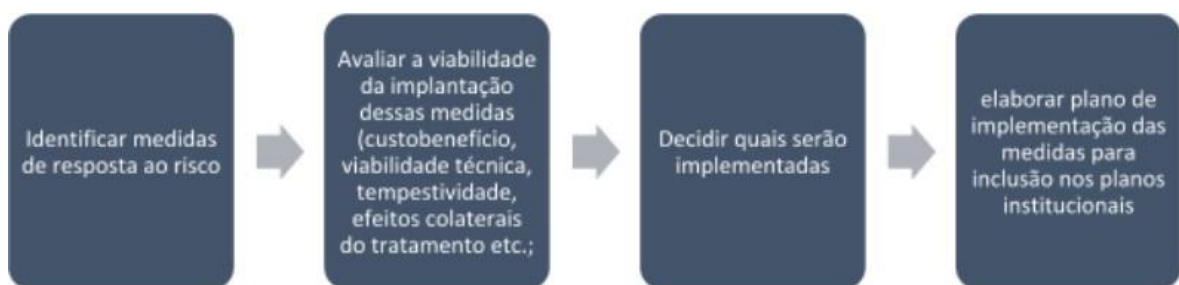 Identificar medidas
de resposta ao risco
Avaliar a viabilidade
da implantação
dessas medidas
(custobenefício,
viabilidade técnica,
tempestividade,
efeitos colaterais
do tratamento etc.;
Decidir quais serão
implementadas
elaborar plano de
implementação das
medidas para
inclusão nos planos
institucionais